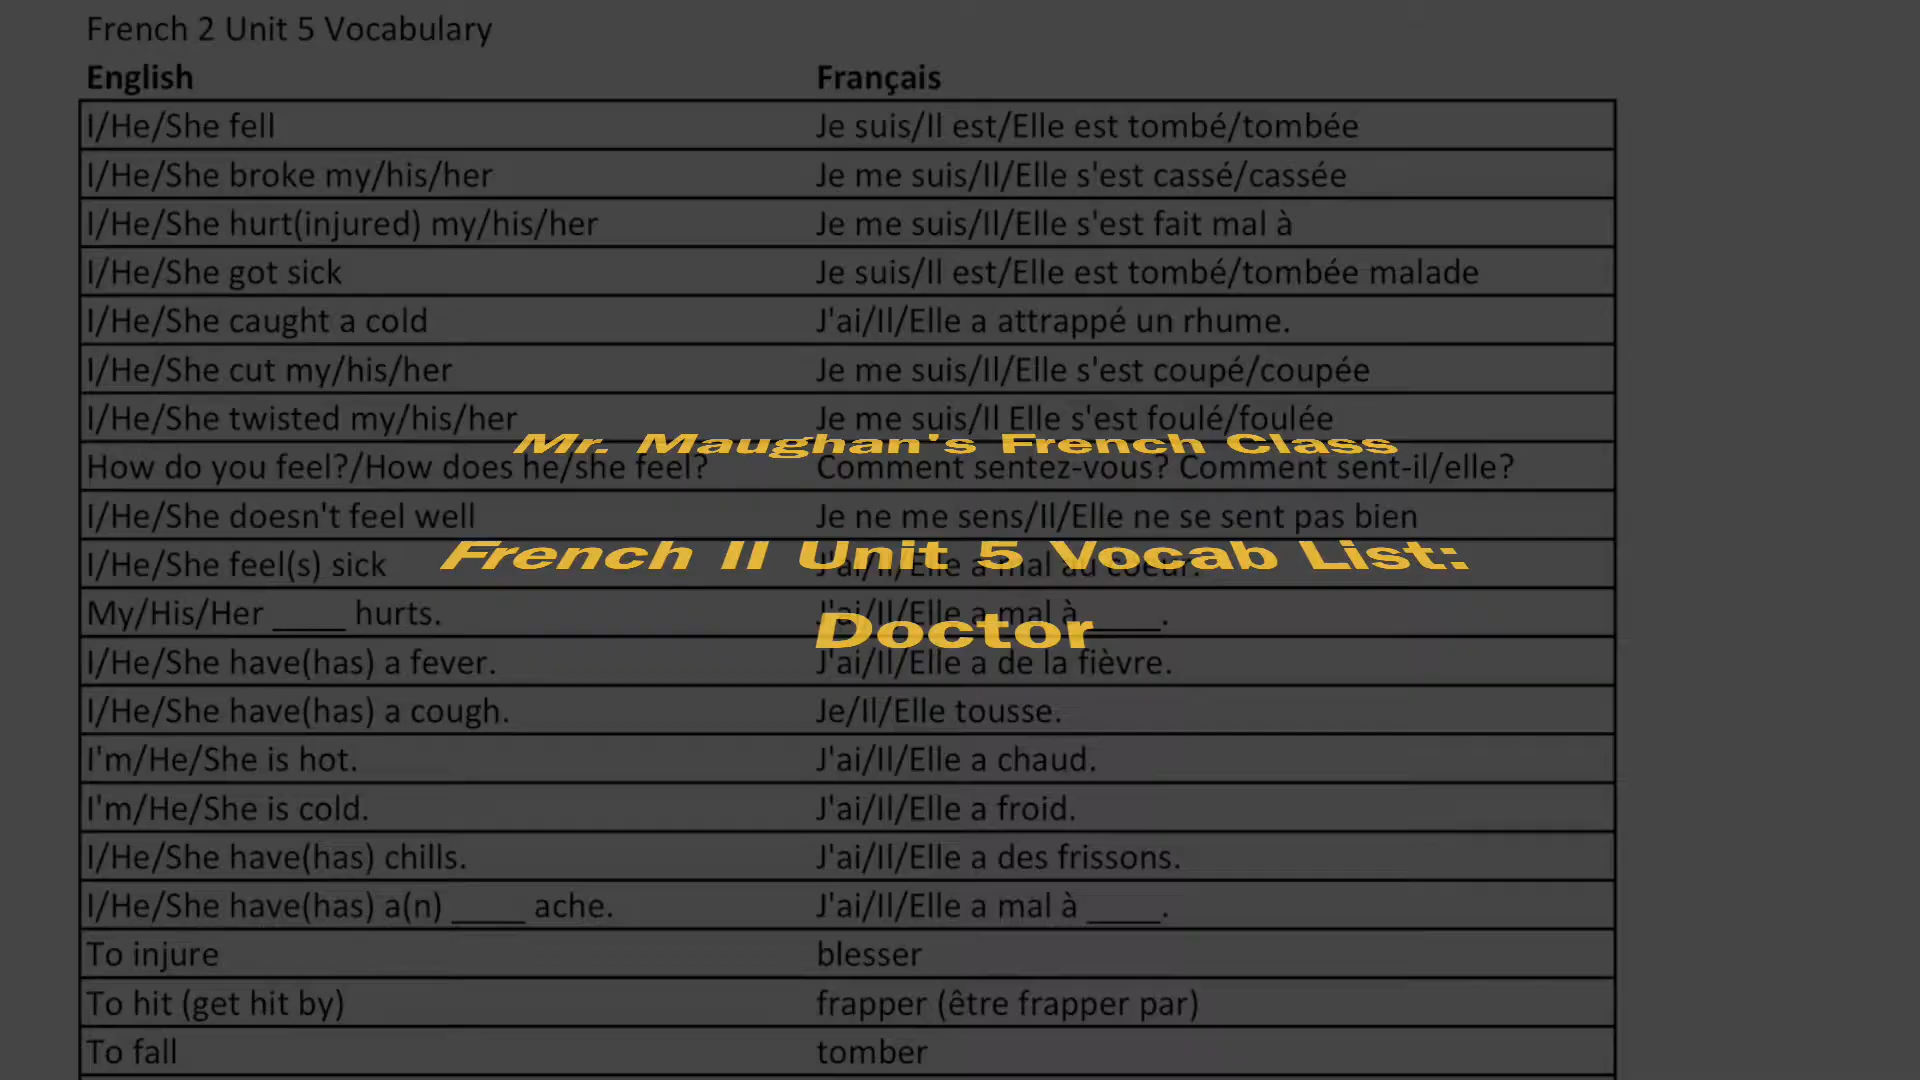 French 2 Unit 5 Vocabulary
English Français
I/He/She fell Je suis/Il est/Elle est tombé/tombée
I/He/She broke my/his/her Je me suis/Il/Elle s'est cassé/cassée
I/He/She hurt(injured) my/his/her Je me suis/Il/Elle s'est fait mal à
I/He/She got sick Je suis/Il est/Elle est tombé/tombée malade
I/He/She caught a cold J'ai/Il/Elle a attrappé un rhume.
I/He/She cut my/his/her Je me suis/Il/Elle s'est coupé/coupée
I/He/She twisted my/his/her Je me suis/Il Elle s'est foulé/foulée
Mr. Maughan's French Class
How do you feel?/How does he/she feel? Comment sentez-vous? Comment sent-il/elle?
I/He/She doesn't feel well Je ne me sens/Il/Elle ne se sent pas bien
French II Unit 5 Vocab List:
I/He/She feel(s) sick J'ai/Il/Elle a mal au coeur.
My/His/Her ____ hurts. J'ai/Il/Elle a mal à ____.
Doctor
I/He/She have(has) a fever. J'ai/Il/Elle a de la fièvre.
I/He/She have(has) a cough. Je/Il/Elle tousse.
I'm/He/She is hot. J'ai/Il/Elle a chaud.
I'm/He/She is cold. J'ai/Il/Elle a froid.
I/He/She have(has) chills. J'ai/Il/Elle a des frissons.
I/He/She have(has) a(n) ____ ache. J'ai/Il/Elle a mal à ____.
To injure blesser
To hit (get hit by) frapper (être frapper par)
To fall tomber